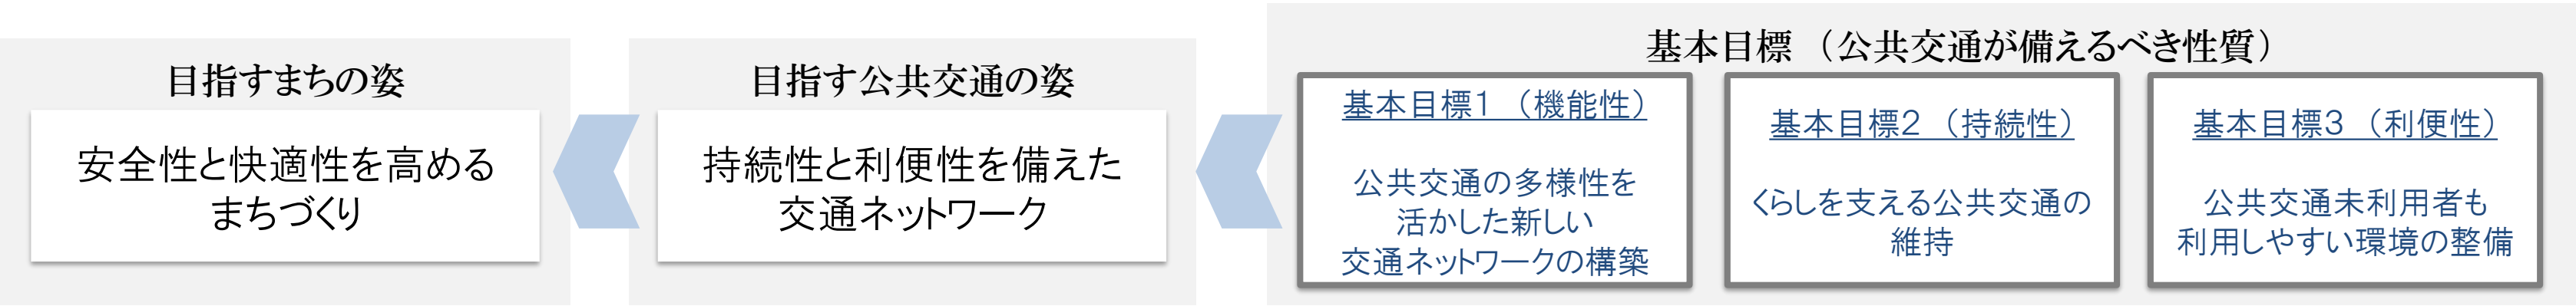 目指すまちの姿
安全性と快適性を高める
まちづくり
目指す公共交通の姿
持続性と利便性を備えた
交通ネットワーク
基本目標（公共交通が備えるべき性質）
基本目標１（機能性）
公共交通の多様性を
活かした新しい
交通ネットワークの構築
基本目標２（持続性）
くらしを支える公共交通の
維持
基本目標３（利便性）
公共交通未利用者も
利用しやすい環境の整備